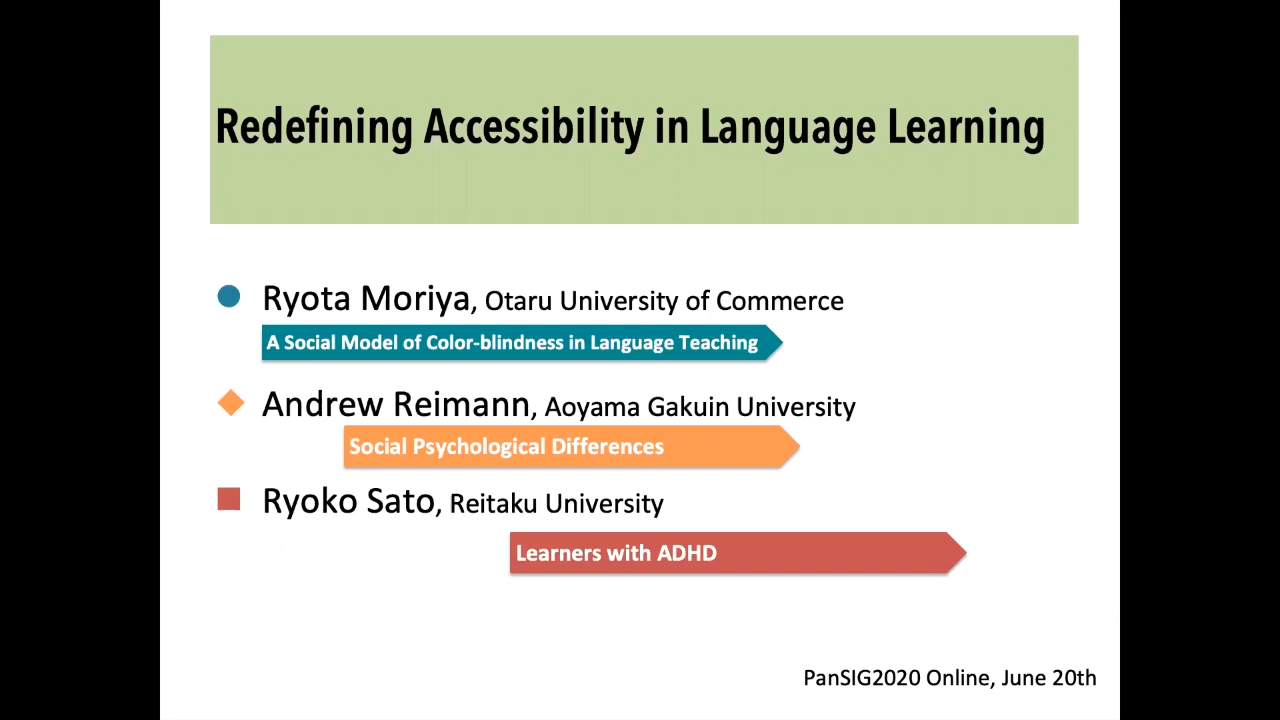 Redefining Accessibility in Language Learning
Ryota Moriya, Otaru University of Commerce
A Social Model of Color-blindness in Language Teaching
Andrew Reimann, Aoyama Gakuin University
Social Psychological Differences
Ryoko Sato, Reitaku University
Learners with ADHD
PanSIG2020 Online, June 20th